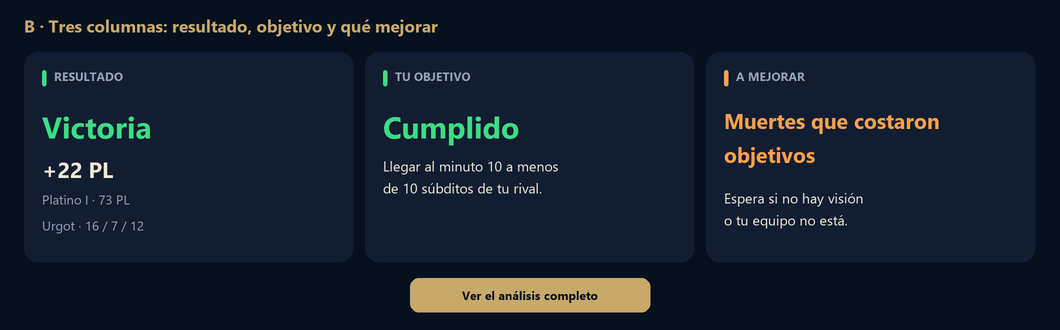 B · Tres columnas: resultado, objetivo y qué mejorar
RESULTADO
Victoria
+22 PL
Platino I · 73 PL
Urgot · 16 / 7 / 12
TU OBJETIVO
Cumplido
Llegar al minuto 10 a menos
de 10 súbditos de tu rival.
A MEJORAR
Muertes que costaron
objetivos
Espera si no hay visión
o tu equipo no está.
Ver el análisis completo